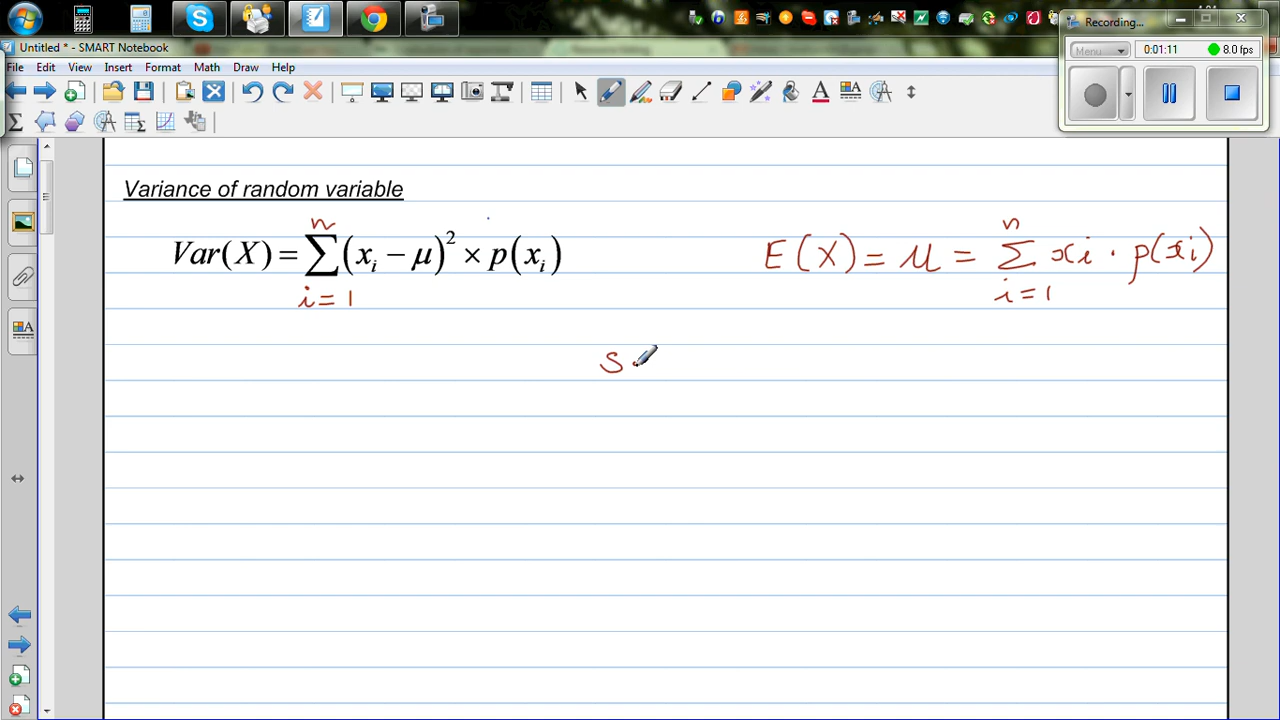 Recording...
Untitled * - SMART Notebook
Menu
0:01:11
8.0 fps
File Edit View Insert Format Math Draw Help
Variance of random variable
n
Var(X) = ∑(xᵢ − μ)² × p(xᵢ)
i = 1
n
E(X) = μ = ∑ xi · p(xi)
i = 1
S.